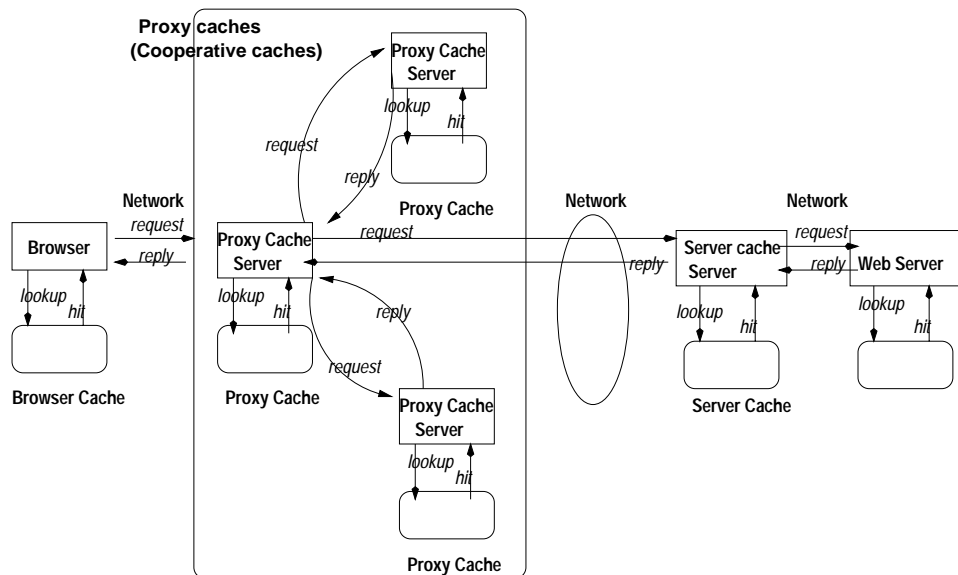 Proxy caches
(Cooperative caches)
Proxy Cache
Server
lookup
hit
request
reply
Proxy Cache
Network
request
reply
Browser
lookup
hit
Browser Cache
Proxy Cache
Server
lookup
hit
Proxy Cache
request
reply
request
Network
reply
Proxy Cache
Server
lookup
hit
Proxy Cache
Server cache
Server
lookup
hit
Server Cache
Network
request
reply
Web Server
lookup
hit